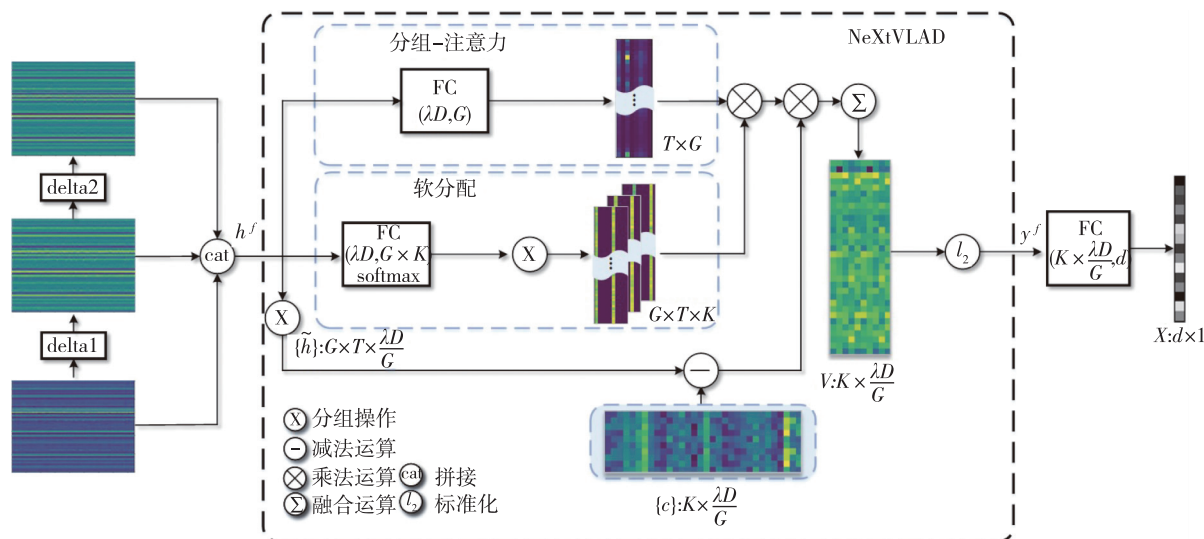 NeXtVLAD
分组-注意力
FC
(λD,G)
T×G
软分配
FC
(λD,G×K)
softmax
X
G×T×K
delta2
delta1
cat
h^f
X
{h̃}:G×T×λD/G
−
⊗
⊗
Σ
V:K×λD/G
{c}:K×λD/G
l₂
y^f
FC
(K×λD/G,d)
X:d×1
X 分组操作
− 减法运算
⊗ 乘法运算 cat 拼接
Σ 融合运算 l₂ 标准化